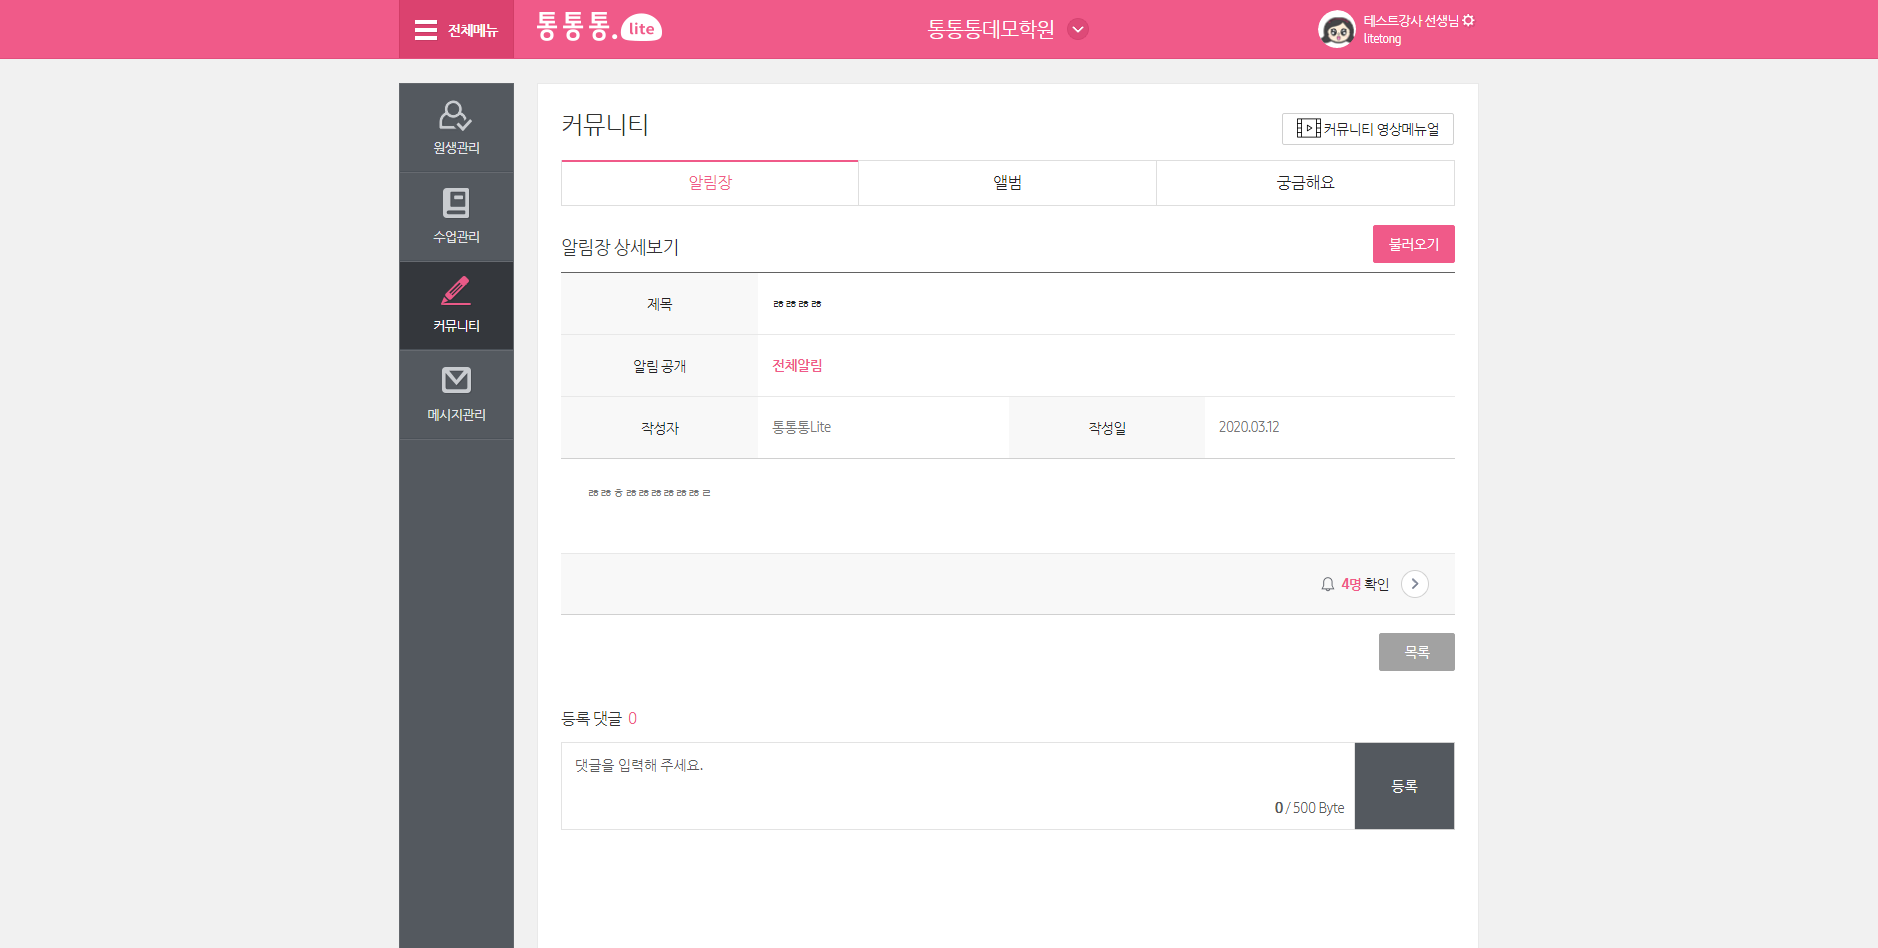 전체메뉴
통통통.lite
통통통데모학원
테스트강사 선생님
litetong
원생관리
수업관리
커뮤니티
메시지관리
커뮤니티
커뮤니티 영상메뉴얼
알림장
앨범
궁금해요
알림장 상세보기
불러오기
제목
ㅀㅀㅀㅀ
알림 공개
전체알림
작성자
통통통Lite
작성일
2020.03.12
ㅀㅀㅎㅀㅀㅀㅀㅀㅀㄹ
4명 확인
목록
등록 댓글 0
댓글을 입력해 주세요.
0 / 500 Byte
등록